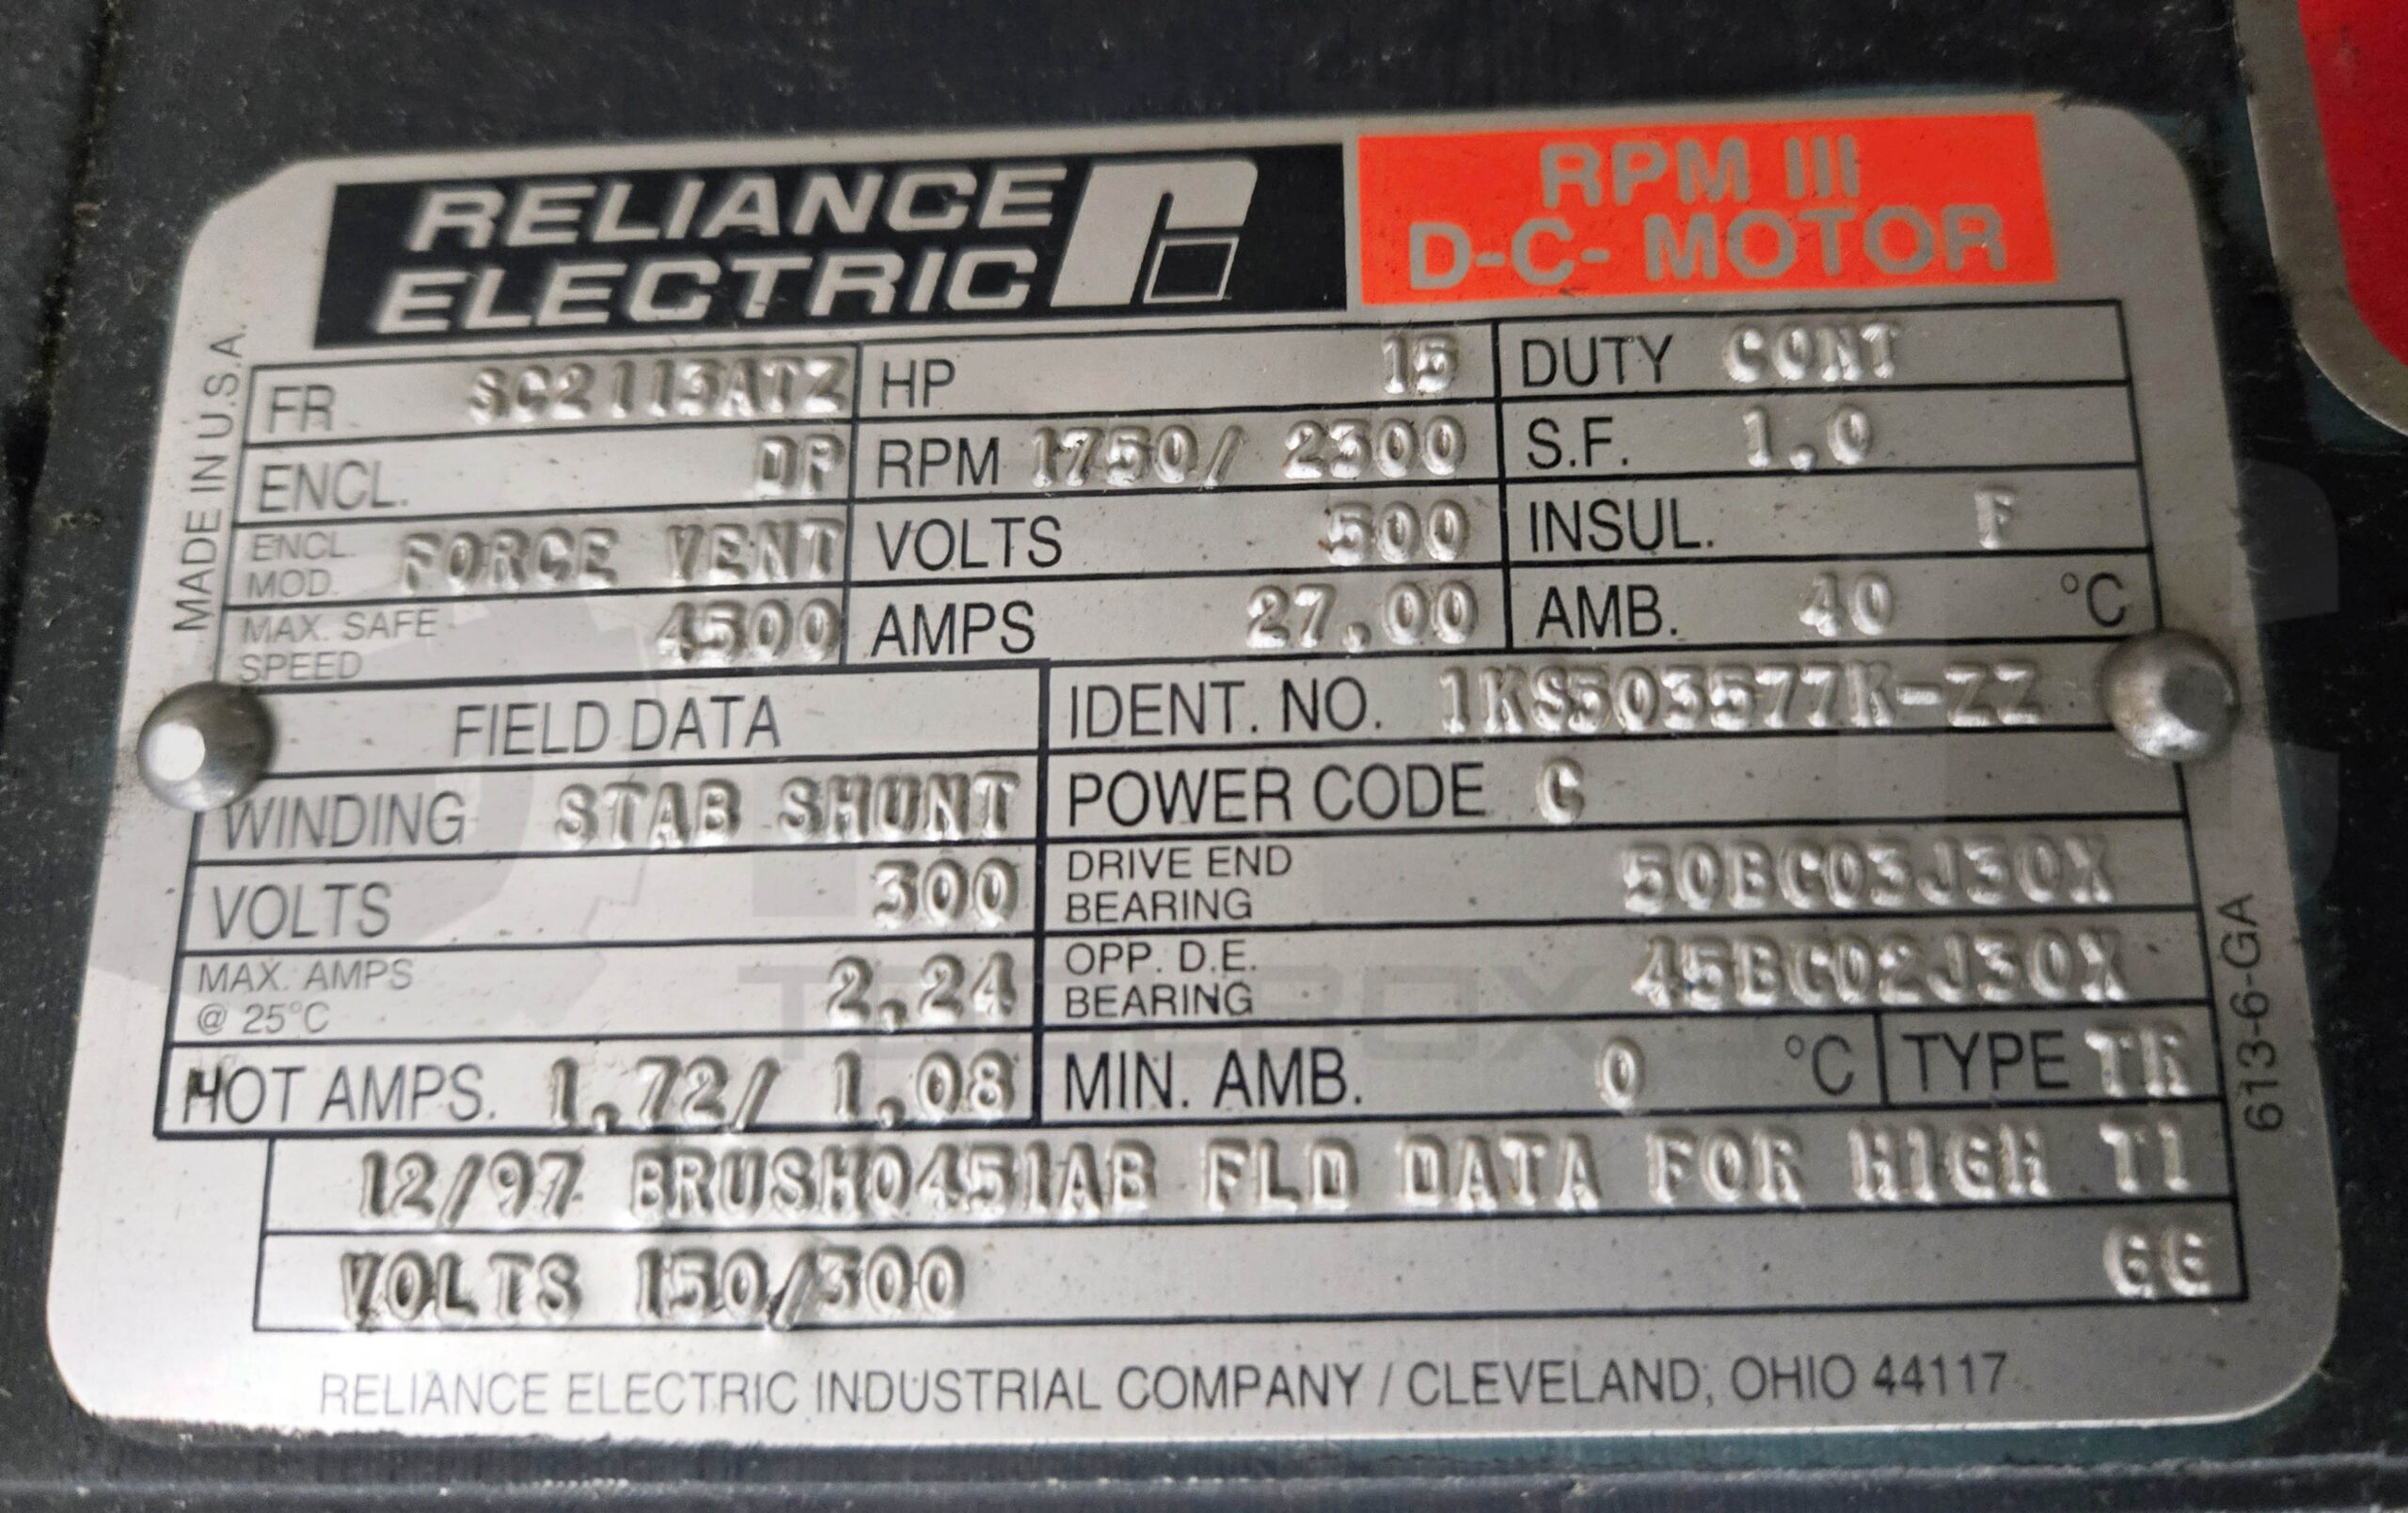 RELIANCE
ELECTRIC
RPM III
D-C- MOTOR
MADE IN U.S.A.
FR SC2113ATZ HP 15 DUTY CONT
ENCL. DP RPM 1750/ 2300 S.F. 1.0
ENCL. MOD. FORCE VENT VOLTS 500 INSUL. F
MAX. SAFE SPEED 4500 AMPS 27.00 AMB. 40 °C
FIELD DATA IDENT. NO. 1KS503577K-ZZ
WINDING STAB SHUNT POWER CODE C
VOLTS 300 DRIVE END BEARING 50BC03J30X
MAX. AMPS @ 25°C 2.24 OPP. D.E. BEARING 45BC02J30X
HOT AMPS. 1.72/ 1.08 MIN. AMB. 0 °C TYPE TR
12/97 BRUSH0451AB FLD DATA FOR HIGH TI
VOLTS 150/300 GG
613-6-GA
RELIANCE ELECTRIC INDUSTRIAL COMPANY / CLEVELAND, OHIO 44117